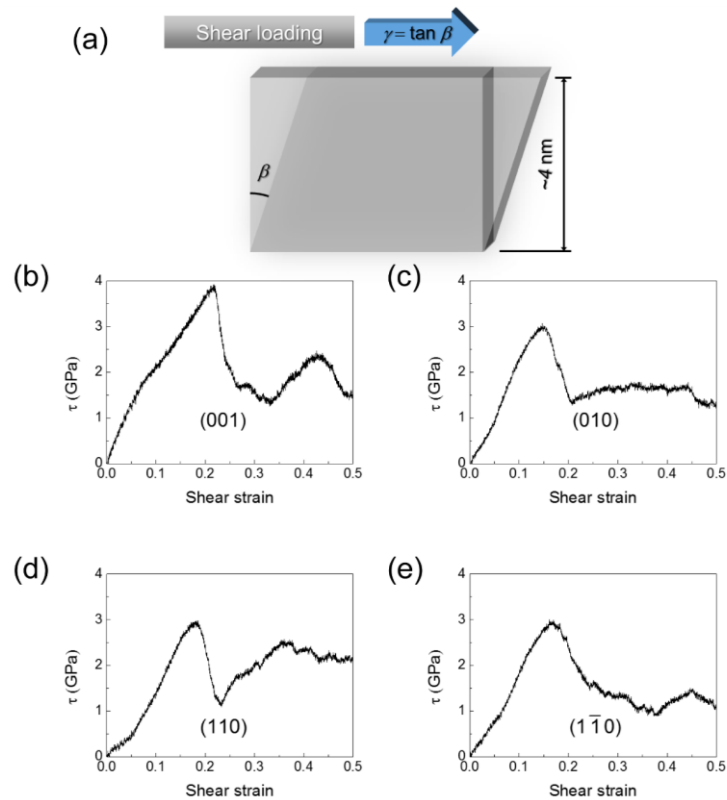 (a)
Shear loading
γ = tan β
β
~4 nm
(b)
4
3
2
1
0
τ (GPa)
(001)
0.0 0.1 0.2 0.3 0.4 0.5
Shear strain
(c)
4
3
2
1
0
τ (GPa)
(010)
0.0 0.1 0.2 0.3 0.4 0.5
Shear strain
(d)
4
3
2
1
0
τ (GPa)
(110)
0.0 0.1 0.2 0.3 0.4 0.5
Shear strain
(e)
4
3
2
1
0
τ (GPa)
(11̄0)
0.0 0.1 0.2 0.3 0.4 0.5
Shear strain